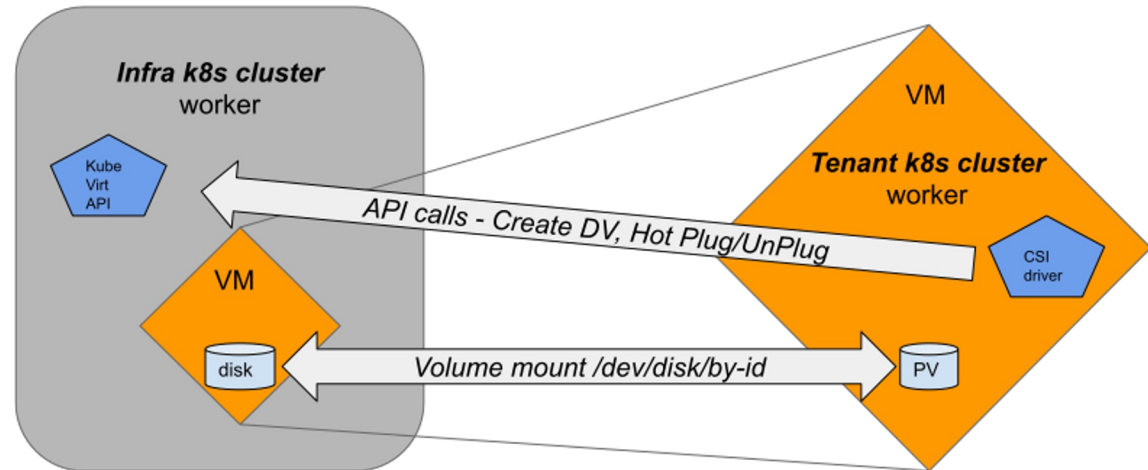 Infra k8s cluster
worker
Kube
Virt
API
VM
disk
API calls - Create DV, Hot Plug/UnPlug
Volume mount /dev/disk/by-id
VM
Tenant k8s cluster
worker
CSI
driver
PV